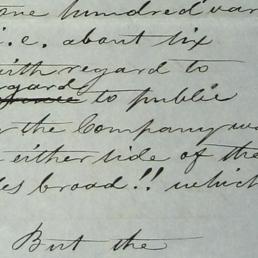 one hundred var
i.e. about six
with regard to
regard
to public
the Company wa
either side of the
es broad!! which
But the